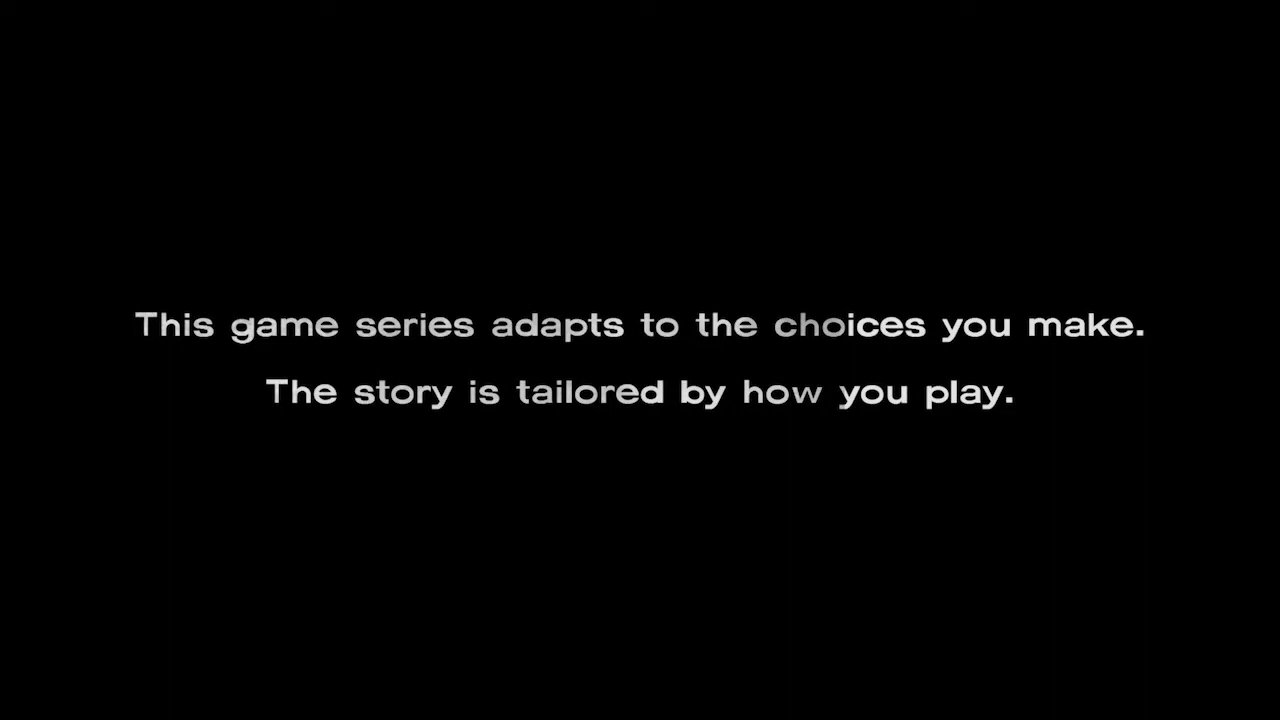 This game series adapts to the choices you make.
The story is tailored by how you play.